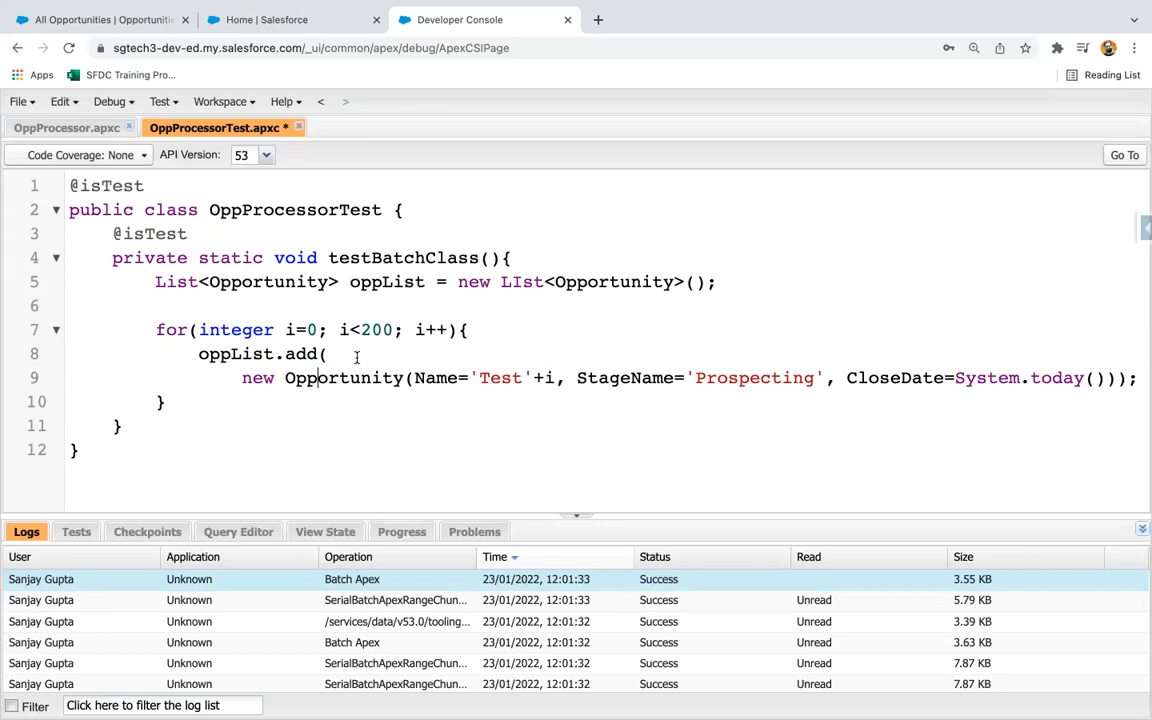 All Opportunities | Opportuniti
Home | Salesforce
Developer Console
sgtech3-dev-ed.my.salesforce.com/_ui/common/apex/debug/ApexCSIPage
Apps
SFDC Training Pro...
Reading List
File
Edit
Debug
Test
Workspace
Help
<
>
OppProcessor.apxc
OppProcessorTest.apxc *
Code Coverage: None
API Version:
53
Go To
1 @isTest
2 public class OppProcessorTest {
3 @isTest
4 private static void testBatchClass(){
5 List<Opportunity> oppList = new LIst<Opportunity>();
6
7 for(integer i=0; i<200; i++){
8 oppList.add(
9 new Opportunity(Name='Test'+i, StageName='Prospecting', CloseDate=System.today()));
10 }
11 }
12 }
Logs
Tests
Checkpoints
Query Editor
View State
Progress
Problems
User Application Operation Time Status Read Size
Sanjay Gupta Unknown Batch Apex 23/01/2022, 12:01:33 Success 3.55 KB
Sanjay Gupta Unknown SerialBatchApexRangeChun... 23/01/2022, 12:01:33 Success Unread 5.79 KB
Sanjay Gupta Unknown /services/data/v53.0/tooling... 23/01/2022, 12:01:32 Success Unread 3.39 KB
Sanjay Gupta Unknown Batch Apex 23/01/2022, 12:01:32 Success Unread 3.63 KB
Sanjay Gupta Unknown SerialBatchApexRangeChun... 23/01/2022, 12:01:32 Success Unread 7.87 KB
Sanjay Gupta Unknown SerialBatchApexRangeChun... 23/01/2022, 12:01:32 Success Unread 7.87 KB
Filter
Click here to filter the log list